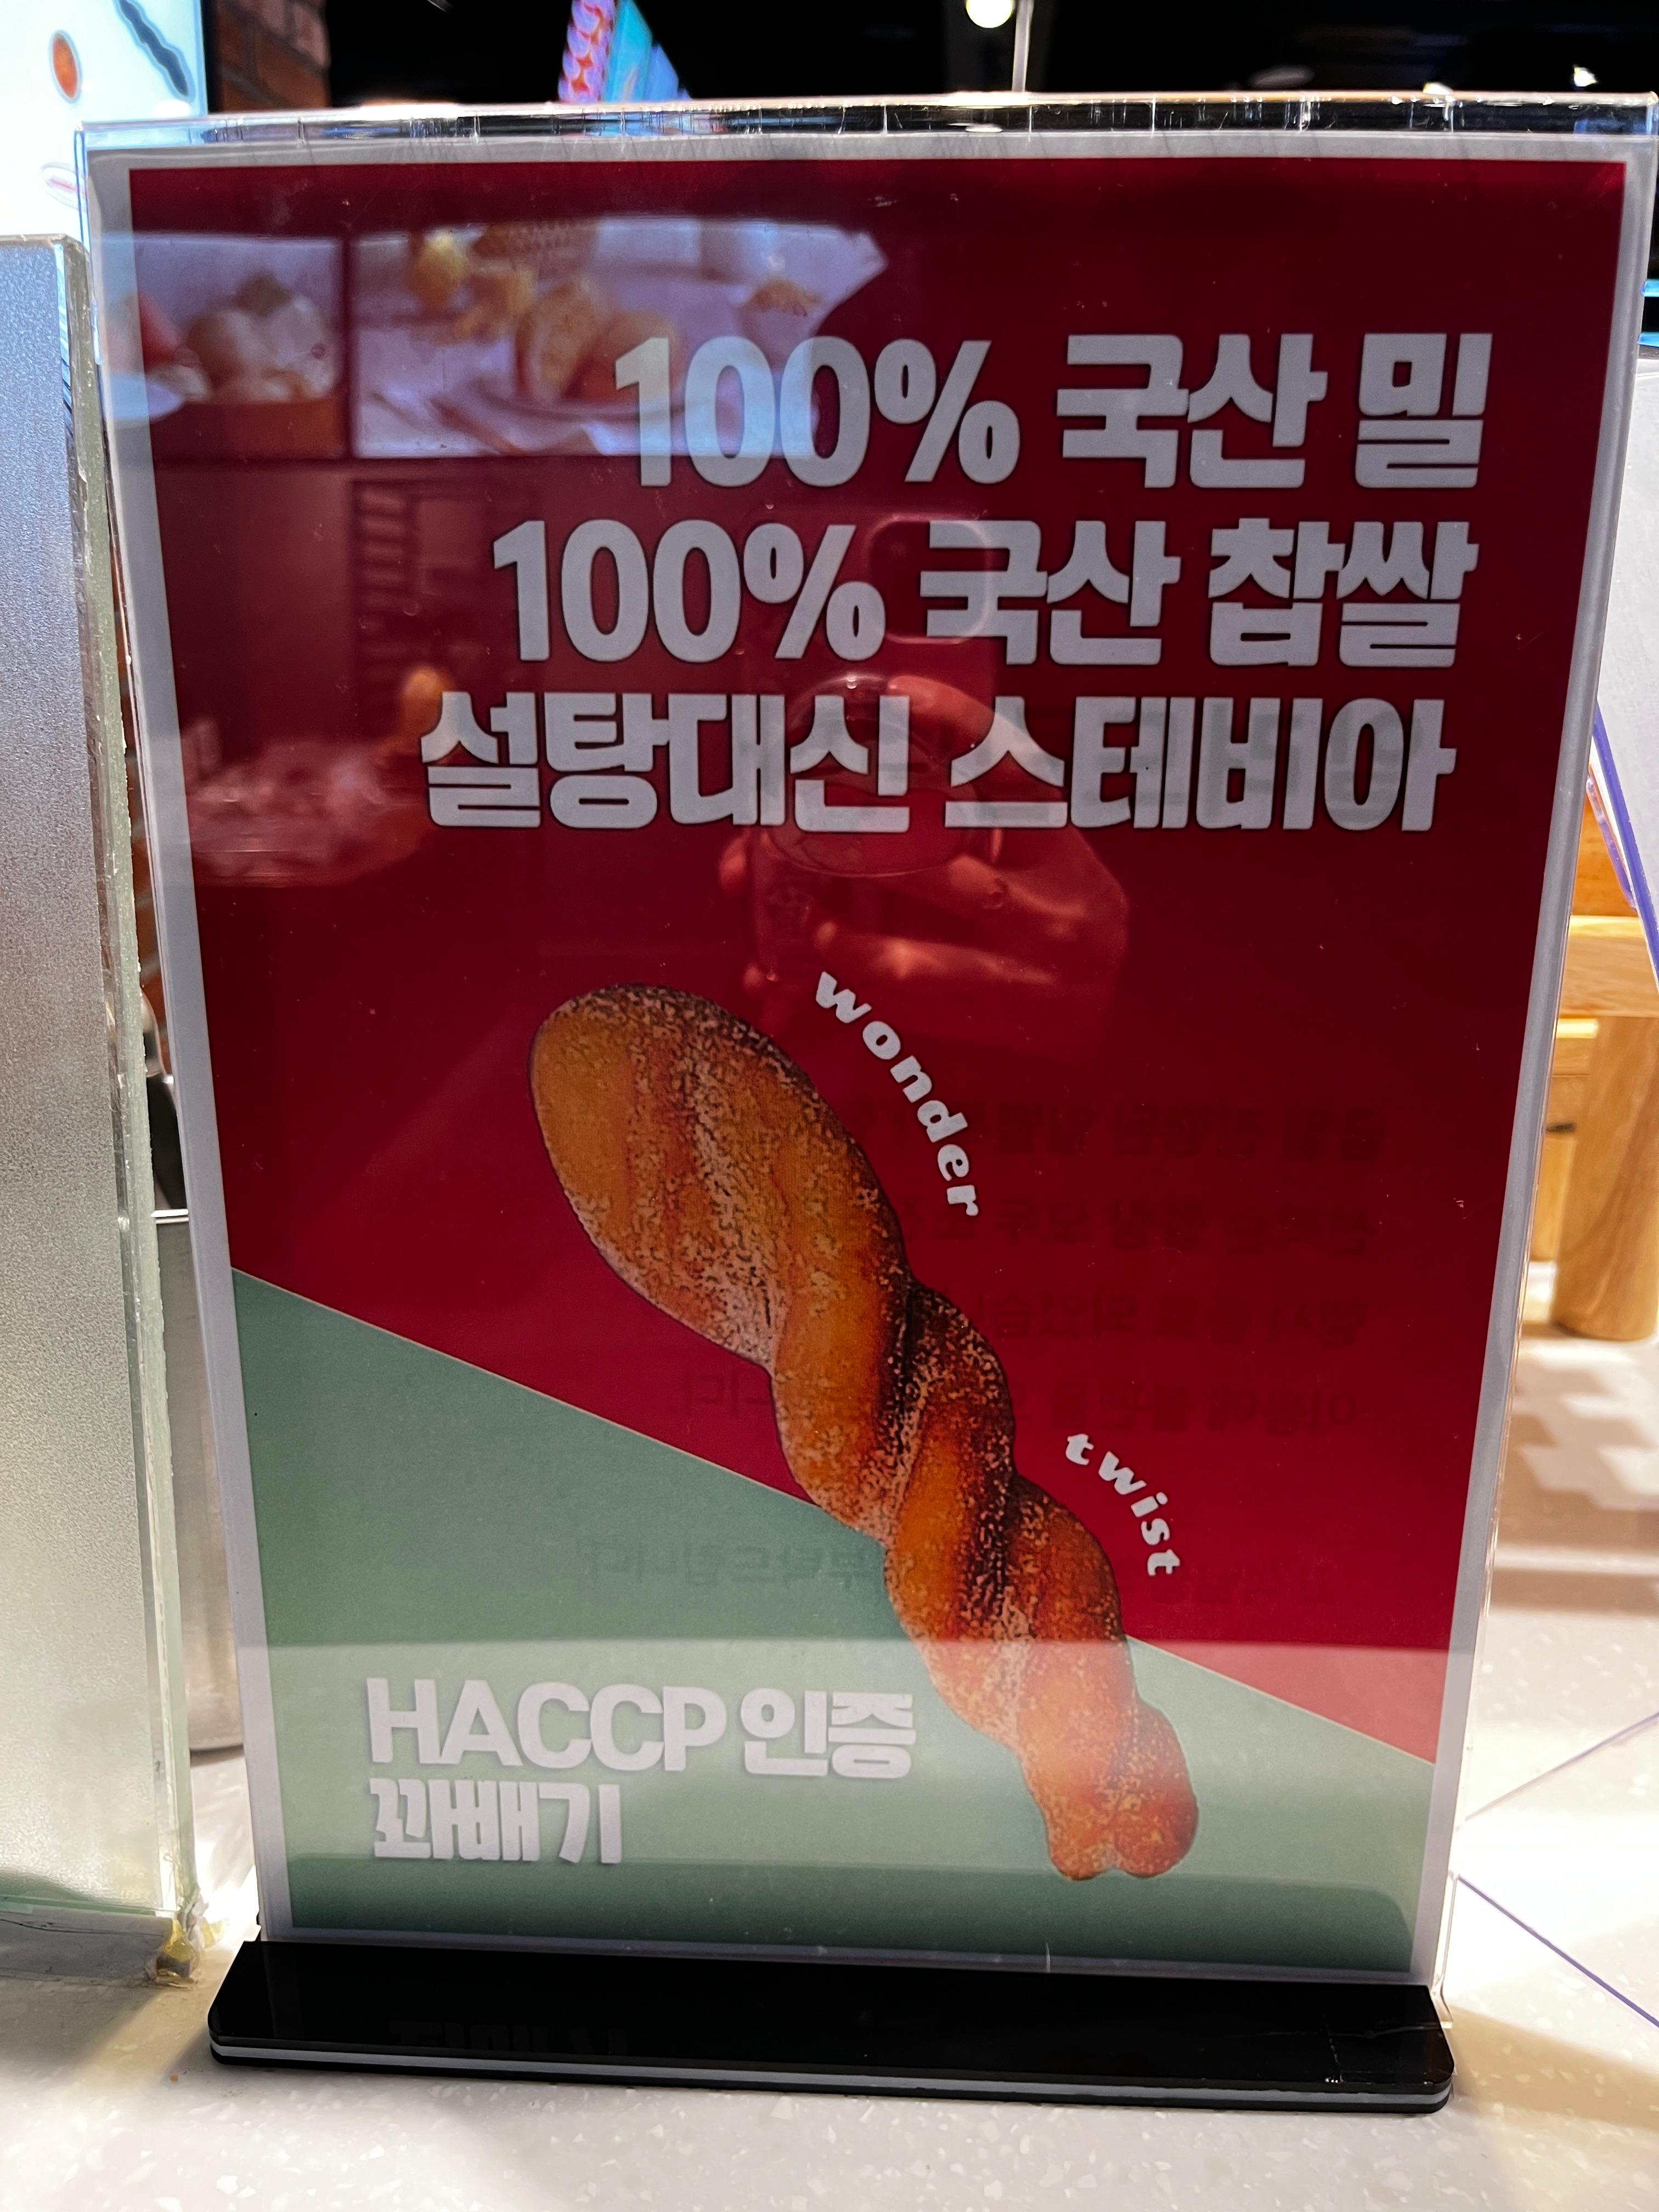 100% 국산 밀
100% 국산 찹쌀
설탕대신 스테비아
wonder
twist
HACCP 인증
꽈배기